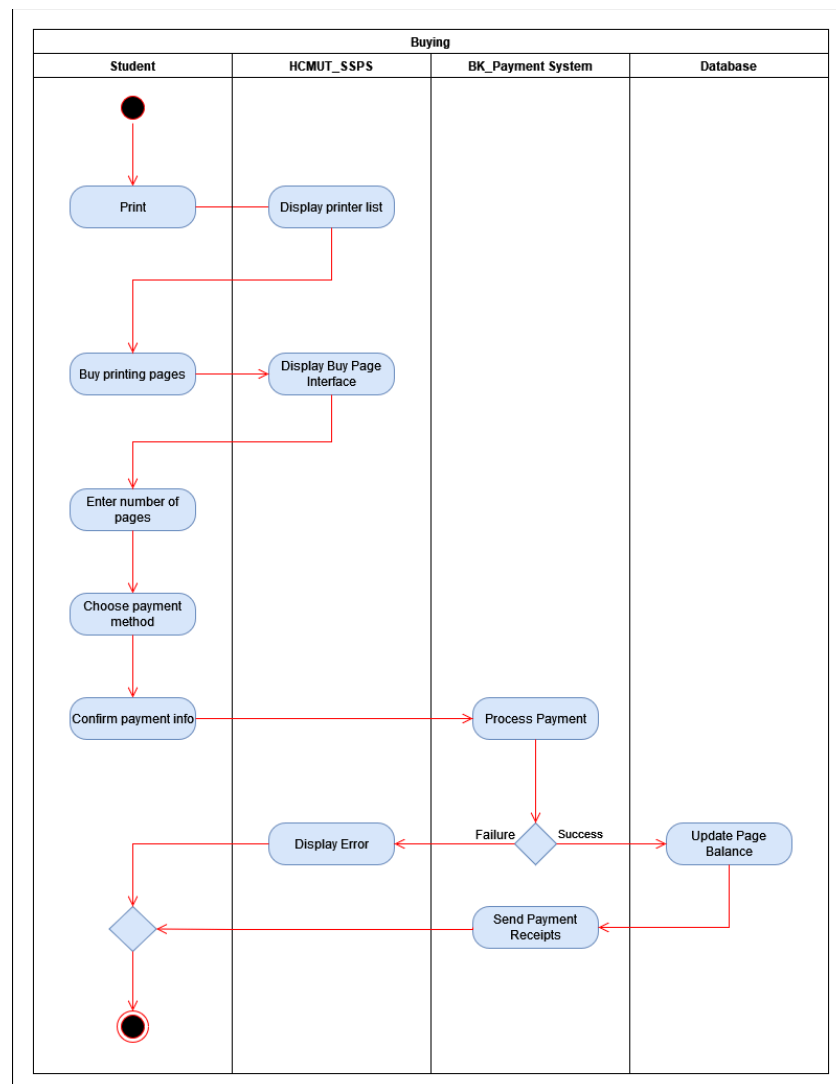 Buying
Student
HCMUT_SSPS
BK_Payment System
Database
Print
Display printer list
Buy printing pages
Display Buy Page
Interface
Enter number of
pages
Choose payment
method
Confirm payment info
Process Payment
Display Error
Failure
Success
Update Page
Balance
Send Payment
Receipts